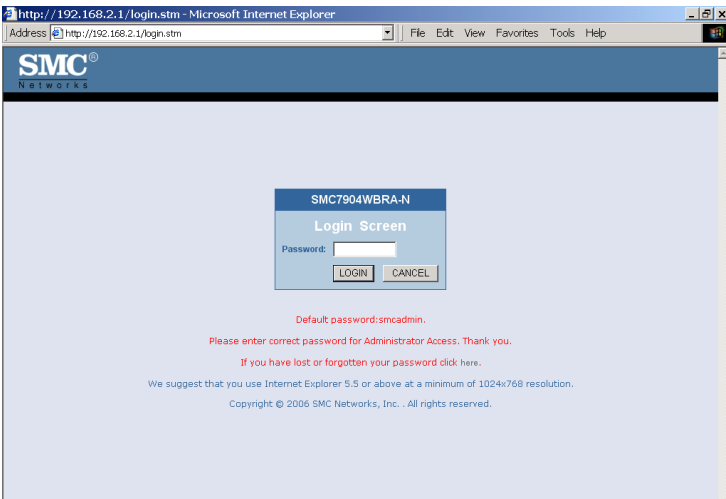 http://192.168.2.1/login.stm - Microsoft Internet Explorer
Address http://192.168.2.1/login.stm File Edit View Favorites Tools Help
SMC®
Networks
SMC7904WBRA-N
Login Screen
Password:
LOGIN CANCEL
Default password:smcadmin.
Please enter correct password for Administrator Access. Thank you.
If you have lost or forgotten your password click here.
We suggest that you use Internet Explorer 5.5 or above at a minimum of 1024x768 resolution.
Copyright © 2006 SMC Networks, Inc. . All rights reserved.